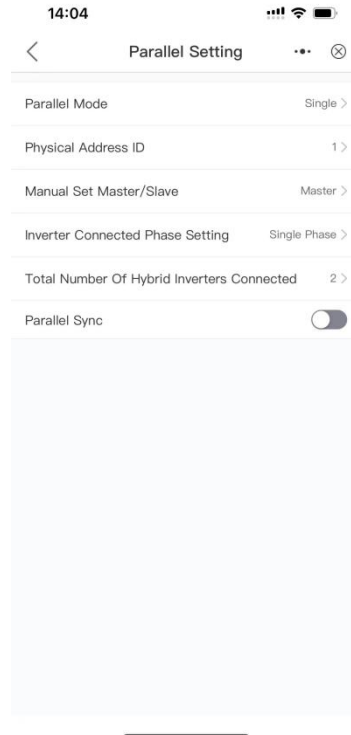 14:04
Parallel Setting
Parallel Mode Single
Physical Address ID 1
Manual Set Master/Slave Master
Inverter Connected Phase Setting Single Phase
Total Number Of Hybrid Inverters Connected 2
Parallel Sync